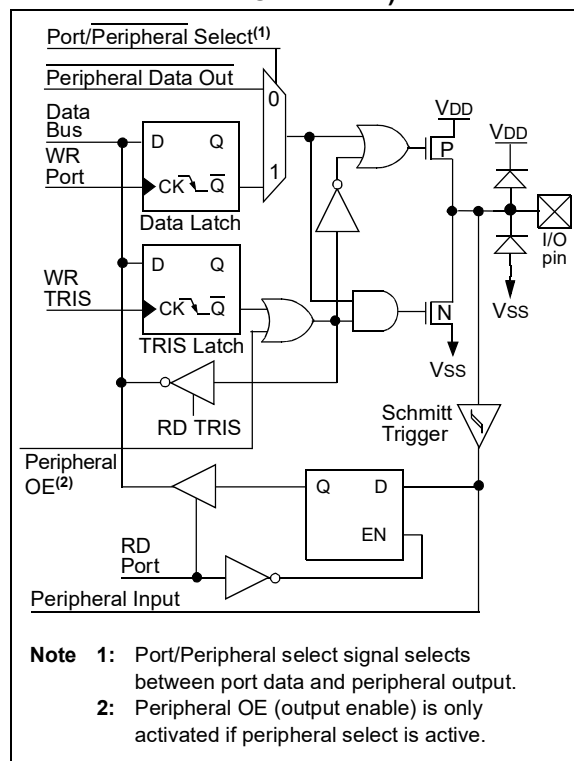 Port/Peripheral Select(1)
Peripheral Data Out
Data
Bus
WR
Port
D
Q
CK
Q
Data Latch
0
1
P
VDD
VDD
I/O
pin
WR
TRIS
D
Q
CK
Q
TRIS Latch
N
VSS
VSS
RD TRIS
Schmitt
Trigger
Peripheral
OE(2)
Q
D
EN
RD
Port
Peripheral Input
Note 1: Port/Peripheral select signal selects
between port data and peripheral output.
2: Peripheral OE (output enable) is only
activated if peripheral select is active.